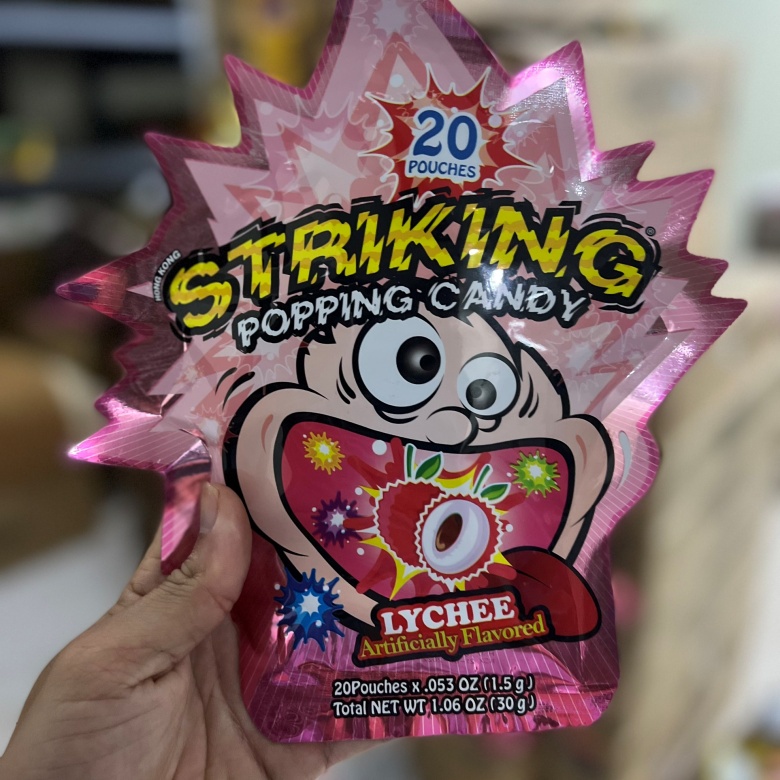 20
POUCHES
HONG KONG
STRIKING®
POPPING CANDY
LYCHEE
Artificially Flavored
20Pouches x .053 OZ (1.5 g)
Total NET WT 1.06 OZ (30 g)